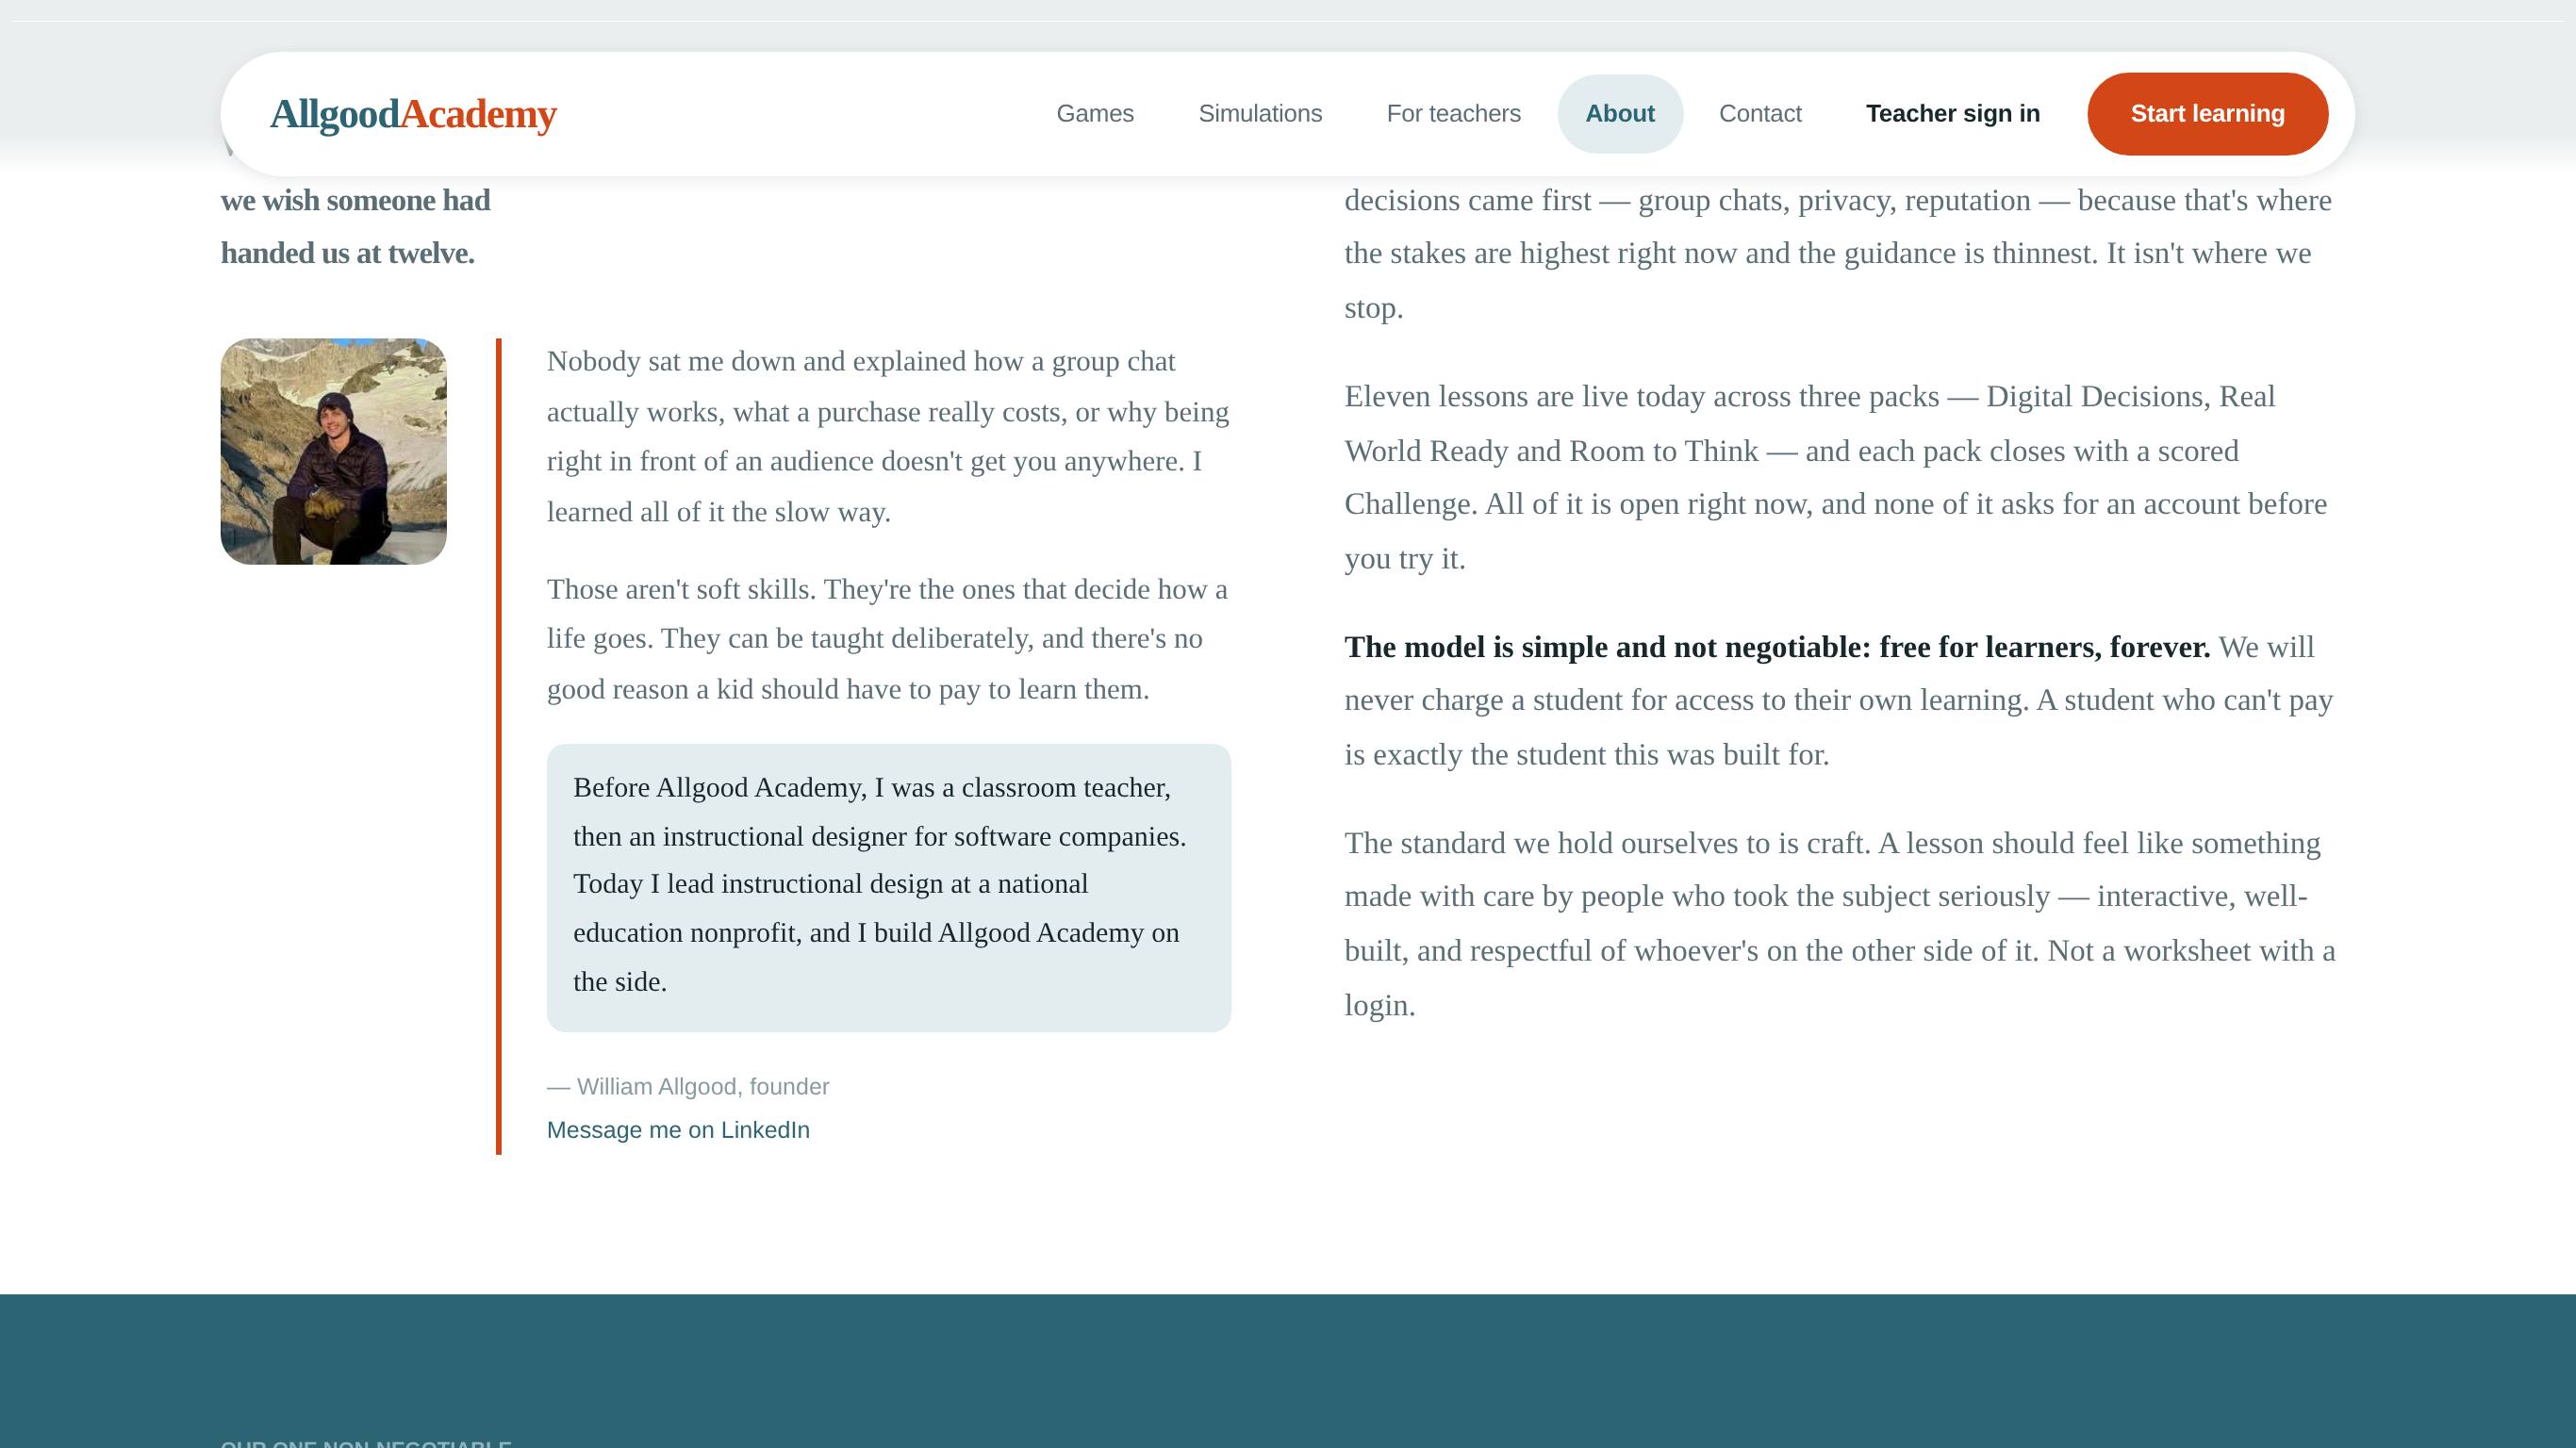 AllgoodAcademy
Games
Simulations
For teachers
About
Contact
Teacher sign in
Start learning
we wish someone had
handed us at twelve.
Nobody sat me down and explained how a group chat
actually works, what a purchase really costs, or why being
right in front of an audience doesn't get you anywhere. I
learned all of it the slow way.
Those aren't soft skills. They're the ones that decide how a
life goes. They can be taught deliberately, and there's no
good reason a kid should have to pay to learn them.
Before Allgood Academy, I was a classroom teacher,
then an instructional designer for software companies.
Today I lead instructional design at a national
education nonprofit, and I build Allgood Academy on
the side.
— William Allgood, founder
Message me on LinkedIn
decisions came first — group chats, privacy, reputation — because that's where
the stakes are highest right now and the guidance is thinnest. It isn't where we
stop.
Eleven lessons are live today across three packs — Digital Decisions, Real
World Ready and Room to Think — and each pack closes with a scored
Challenge. All of it is open right now, and none of it asks for an account before
you try it.
The model is simple and not negotiable: free for learners, forever. We will
never charge a student for access to their own learning. A student who can't pay
is exactly the student this was built for.
The standard we hold ourselves to is craft. A lesson should feel like something
made with care by people who took the subject seriously — interactive, well-
built, and respectful of whoever's on the other side of it. Not a worksheet with a
login.
OUR ONE NON-NEGOTIABLE